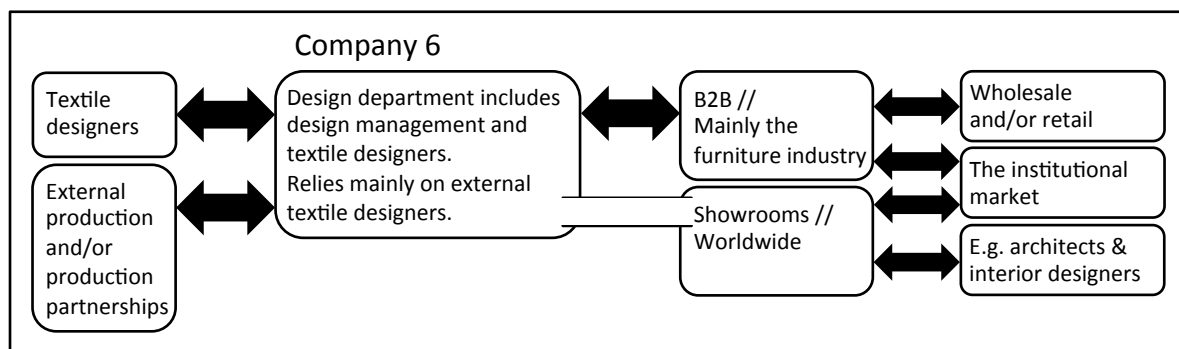 Company 6
Textile
designers
External
production
and/or
production
partnerships
Design department includes
design management and
textile designers.
Relies mainly on external
textile designers.
B2B //
Mainly the
furniture industry
Showrooms //
Worldwide
Wholesale
and/or retail
The institutional
market
E.g. architects &
interior designers